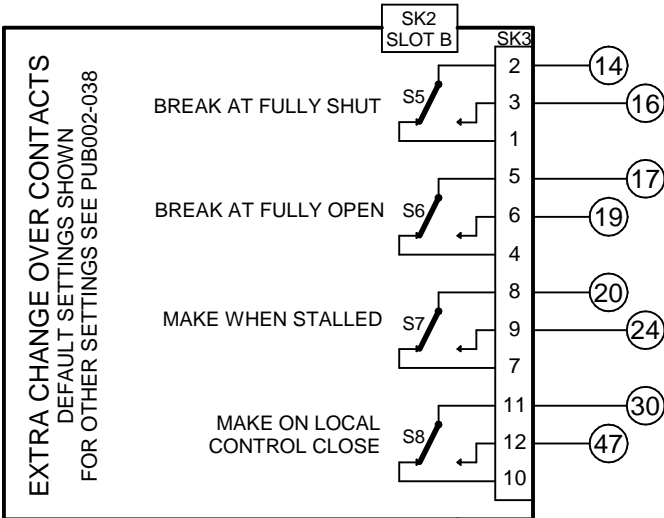 SK2
SLOT B
SK3
EXTRA CHANGE OVER CONTACTS
DEFAULT SETTINGS SHOWN
FOR OTHER SETTINGS SEE PUB002-038
BREAK AT FULLY SHUT
S5
2
14
3
16
1
BREAK AT FULLY OPEN
S6
5
17
6
19
4
MAKE WHEN STALLED
S7
8
20
9
24
7
MAKE ON LOCAL
CONTROL CLOSE
S8
11
30
12
47
10